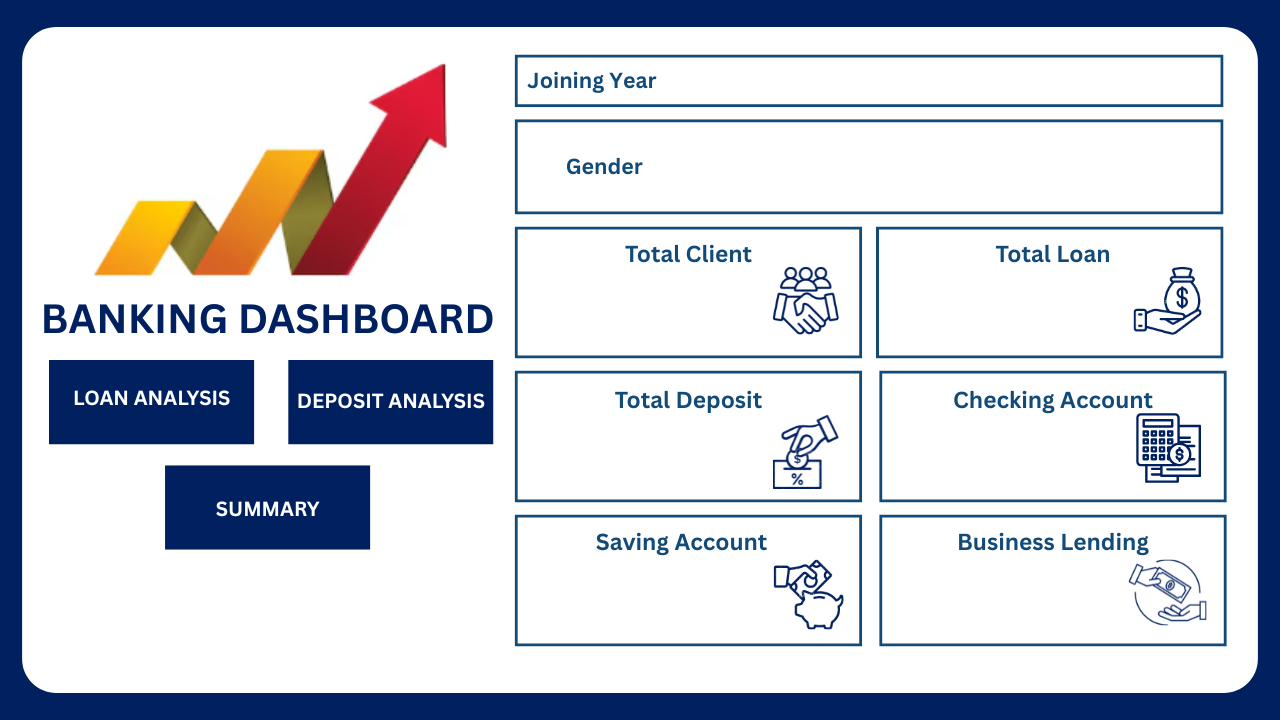 BANKING DASHBOARD
LOAN ANALYSIS
DEPOSIT ANALYSIS
SUMMARY
Joining Year
Gender
Total Client
Total Loan
$
Total Deposit
$
%
Checking Account
$
Saving Account
Business Lending